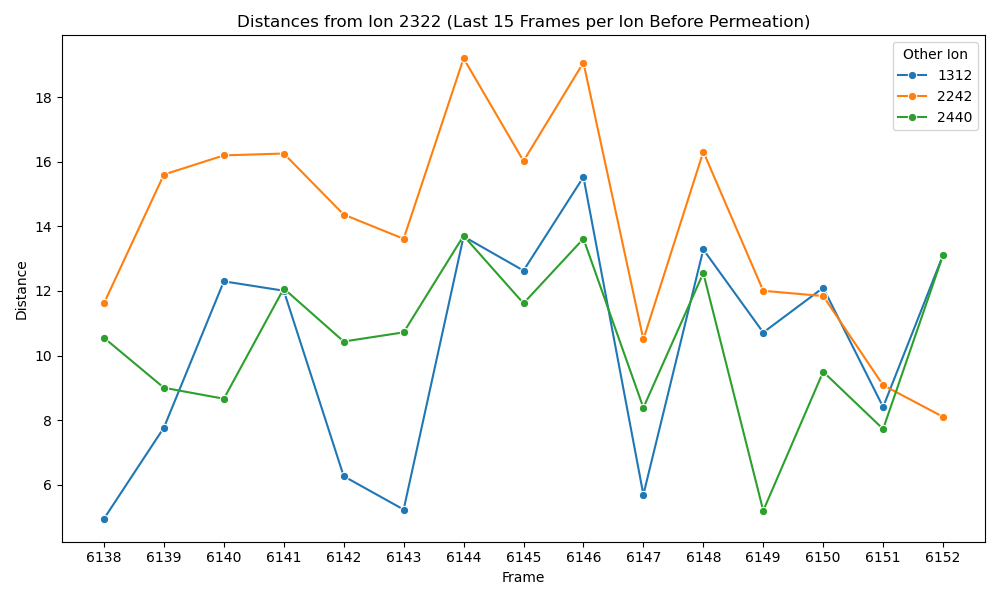 Distances from Ion 2322 (Last 15 Frames per Ion Before Permeation)
Other Ion
1312
2242
2440
Distance
18
16
14
12
10
8
6
6138 6139 6140 6141 6142 6143 6144 6145 6146 6147 6148 6149 6150 6151 6152
Frame